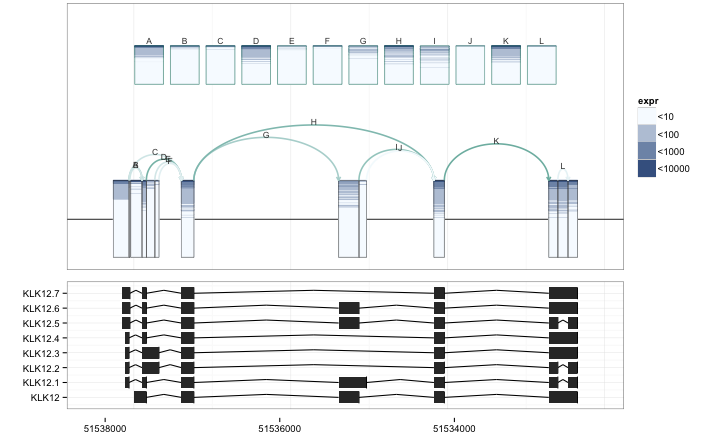 A B C D E F G H I J K L
expr
<10
<100
<1000
<10000
H
G
K
C
D
L
KLK12.7
KLK12.6
KLK12.5
KLK12.4
KLK12.3
KLK12.2
KLK12.1
KLK12
51538000 51536000 51534000